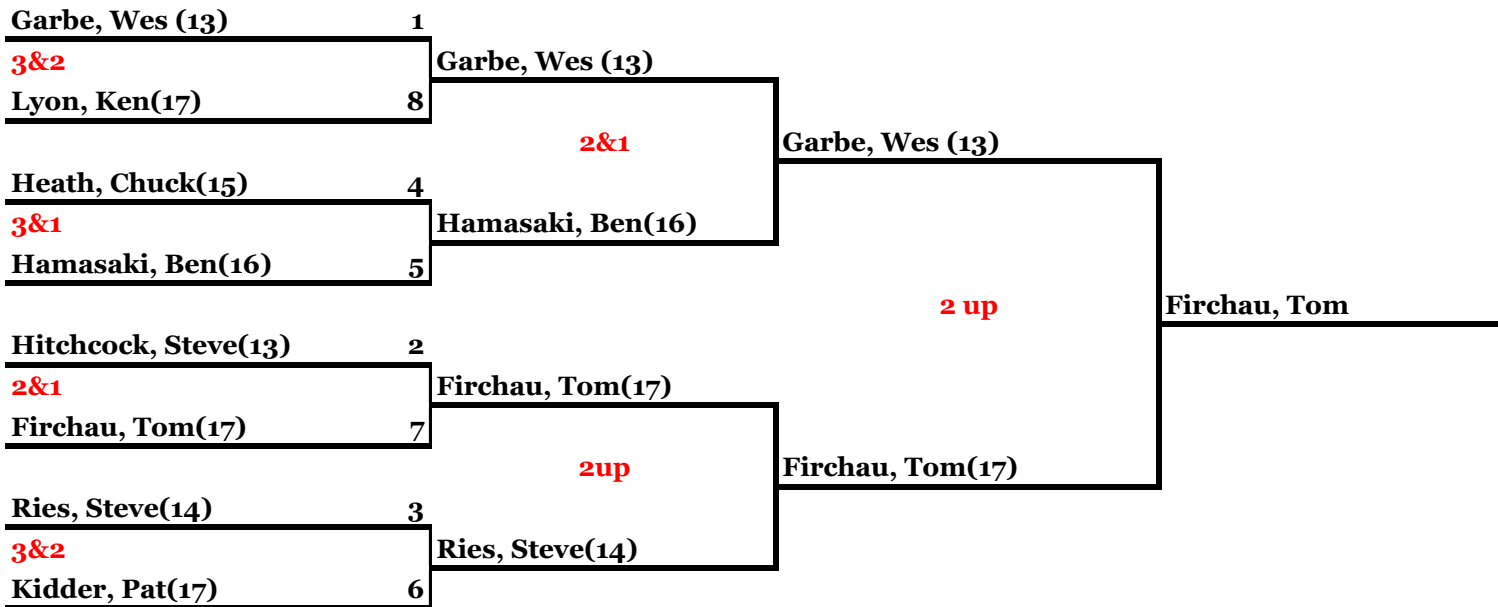 Garbe, Wes (13) 1
3&2
Garbe, Wes (13)
Lyon, Ken(17) 8
2&1
Garbe, Wes (13)
Heath, Chuck(15) 4
3&1
Hamasaki, Ben(16)
Hamasaki, Ben(16) 5
2 up
Firchau, Tom
Hitchcock, Steve(13) 2
2&1
Firchau, Tom(17)
Firchau, Tom(17) 7
2up
Firchau, Tom(17)
Ries, Steve(14) 3
3&2
Ries, Steve(14)
Kidder, Pat(17) 6